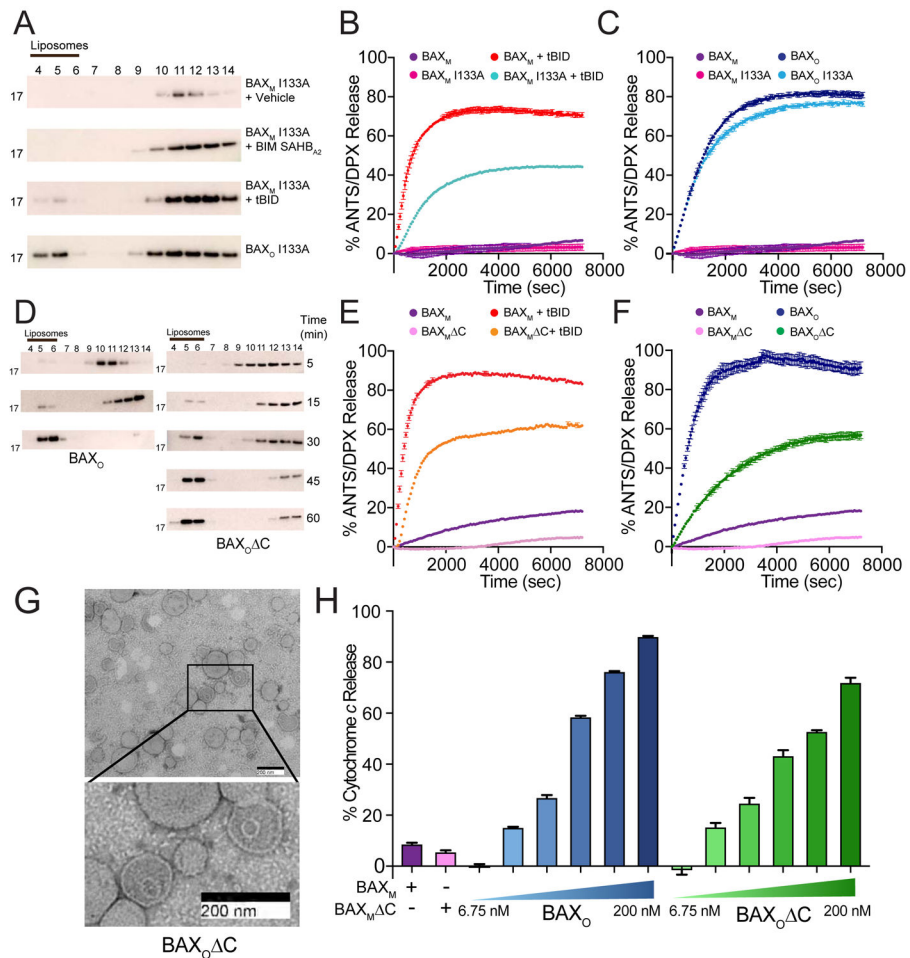 A
Liposomes
4 5 6 7 8 9 10 11 12 13 14
17
BAXM I133A
+ Vehicle
17
BAXM I133A
+ BIM SAHBA2
17
BAXM I133A
+ tBID
17
BAXO I133A
B
BAXM
BAXM + tBID
BAXM I133A
BAXM I133A + tBID
% ANTS/DPX Release
100
80
60
40
20
0
2000 4000 6000 8000
Time (sec)
C
BAXM
BAXO
BAXM I133A
BAXO I133A
% ANTS/DPX Release
100
80
60
40
20
0
2000 4000 6000 8000
Time (sec)
D
Liposomes
4 5 6 7 8 9 10 11 12 13 14
17
17
17
BAXO
Liposomes
4 5 6 7 8 9 10 11 12 13 14
Time
(min)
17 5
17 15
17 30
17 45
17 60
BAXOΔC
E
BAXM
BAXM + tBID
BAXMΔC
BAXMΔC+ tBID
% ANTS/DPX Release
100
80
60
40
20
0
2000 4000 6000 8000
Time (sec)
F
BAXM
BAXO
BAXMΔC
BAXOΔC
% ANTS/DPX Release
100
80
60
40
20
0
2000 4000 6000 8000
Time (sec)
G
200 nm
200 nm
BAXOΔC
H
% Cytochrome c Release
100
80
60
40
20
0
BAXM + -
BAXMΔC - +
6.75 nM BAXO 200 nM
6.75 nM BAXOΔC 200 nM